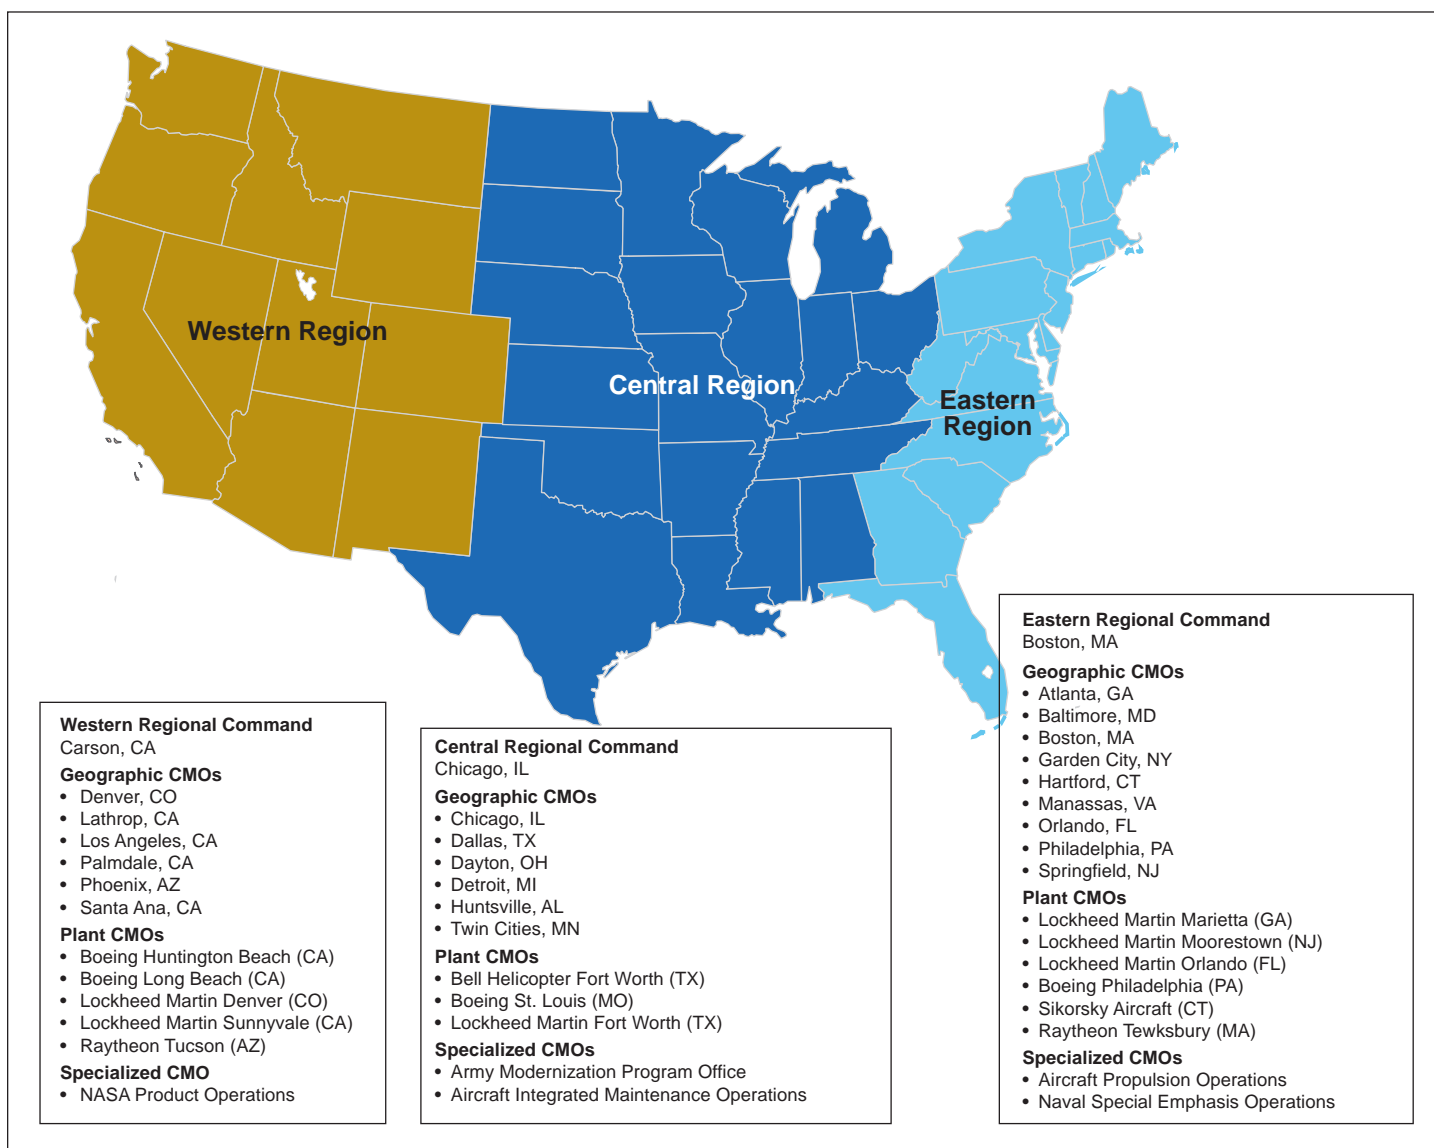 Western Region
Central Region
Eastern
Region
Western Regional Command
Carson, CA
Geographic CMOs
• Denver, CO
• Lathrop, CA
• Los Angeles, CA
• Palmdale, CA
• Phoenix, AZ
• Santa Ana, CA
Plant CMOs
• Boeing Huntington Beach (CA)
• Boeing Long Beach (CA)
• Lockheed Martin Denver (CO)
• Lockheed Martin Sunnyvale (CA)
• Raytheon Tucson (AZ)
Specialized CMO
• NASA Product Operations
Central Regional Command
Chicago, IL
Geographic CMOs
• Chicago, IL
• Dallas, TX
• Dayton, OH
• Detroit, MI
• Huntsville, AL
• Twin Cities, MN
Plant CMOs
• Bell Helicopter Fort Worth (TX)
• Boeing St. Louis (MO)
• Lockheed Martin Fort Worth (TX)
Specialized CMOs
• Army Modernization Program Office
• Aircraft Integrated Maintenance Operations
Eastern Regional Command
Boston, MA
Geographic CMOs
• Atlanta, GA
• Baltimore, MD
• Boston, MA
• Garden City, NY
• Hartford, CT
• Manassas, VA
• Orlando, FL
• Philadelphia, PA
• Springfield, NJ
Plant CMOs
• Lockheed Martin Marietta (GA)
• Lockheed Martin Moorestown (NJ)
• Lockheed Martin Orlando (FL)
• Boeing Philadelphia (PA)
• Sikorsky Aircraft (CT)
• Raytheon Tewksbury (MA)
Specialized CMOs
• Aircraft Propulsion Operations
• Naval Special Emphasis Operations